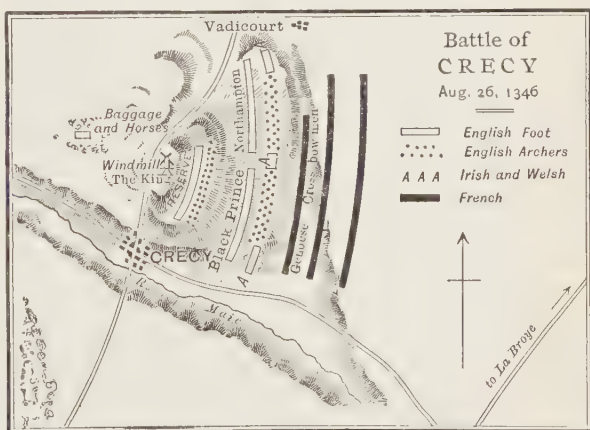 Vadicourt
Battle of
CRECY
Aug. 26, 1346
English Foot
English Archers
A A A Irish and Welsh
French
Baggage
and Horses
Windmill
The Kin
RESERVE
Northampton
Black Prince
A
A
Genoese Crossbowmen
CRECY
R. Maie
to La Broye